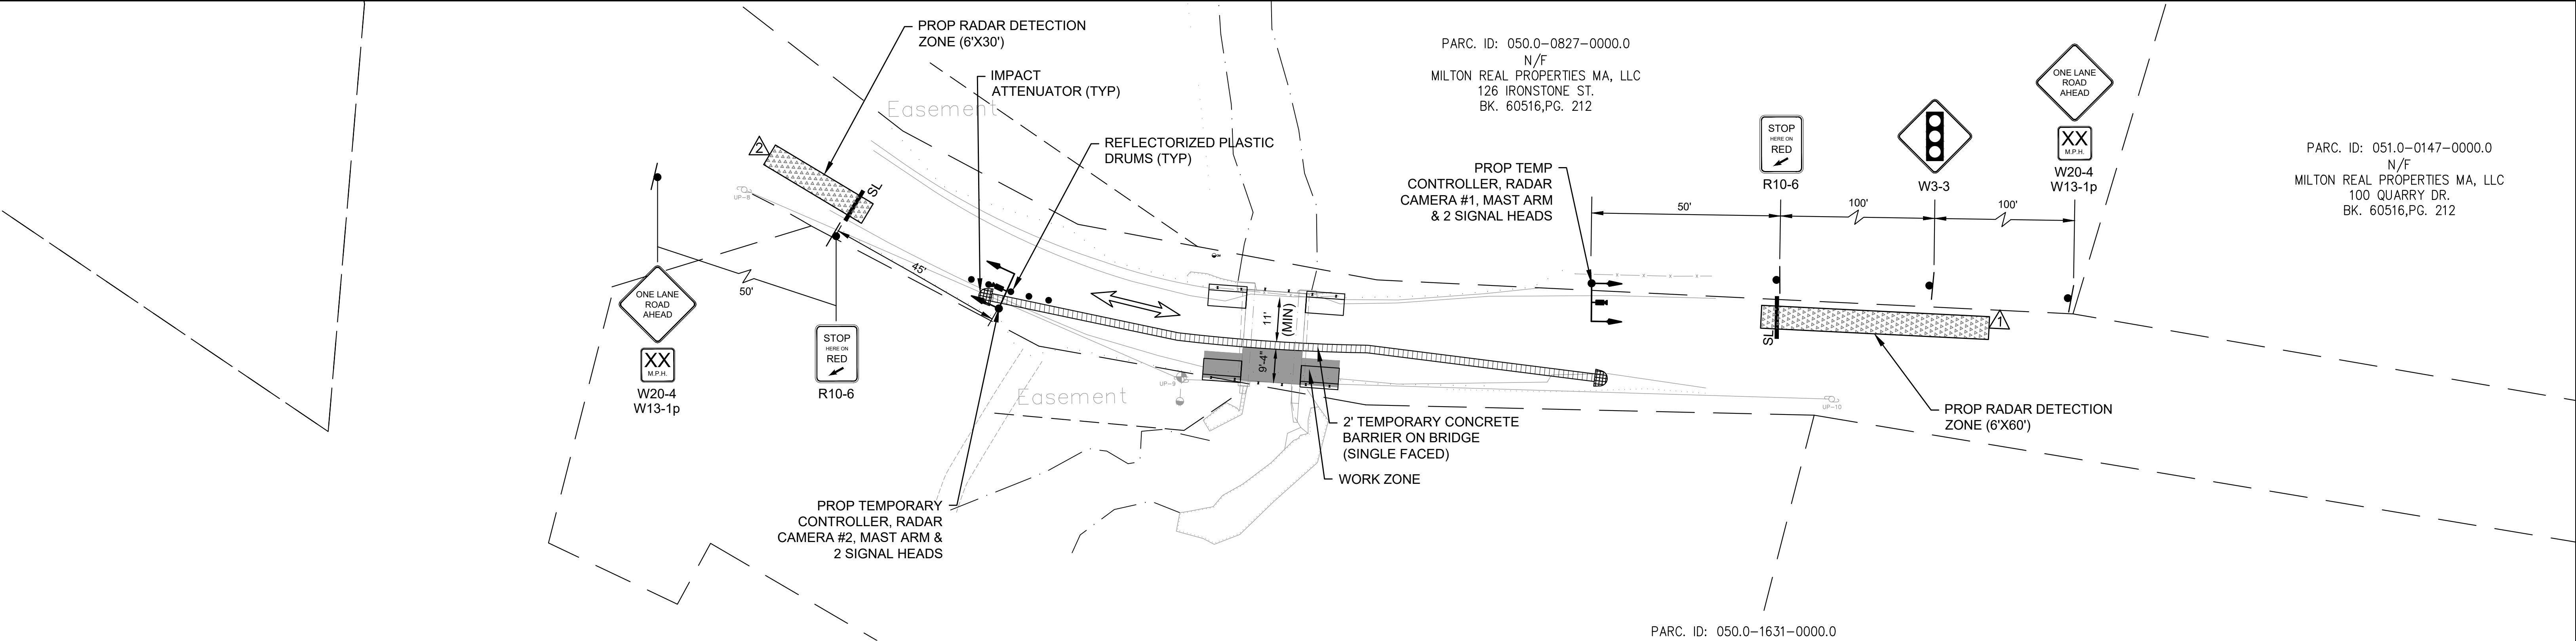 PROP RADAR DETECTION
ZONE (6'X30')
IMPACT
ATTENUATOR (TYP)
Easement
REFLECTORIZED PLASTIC
DRUMS (TYP)
2
SL
UP-8
45'
50'
ONE LANE
ROAD
AHEAD
XX
M.P.H.
W20-4
W13-1p
STOP
HERE ON
RED
R10-6
PARC. ID: 050.0-0827-0000.0
N/F
MILTON REAL PROPERTIES MA, LLC
126 IRONSTONE ST.
BK. 60516,PG. 212
PROP TEMP
CONTROLLER, RADAR
CAMERA #1, MAST ARM
& 2 SIGNAL HEADS
50'
100'
100'
STOP
HERE ON
RED
R10-6
W3-3
ONE LANE
ROAD
AHEAD
XX
M.P.H.
W20-4
W13-1p
PARC. ID: 051.0-0147-0000.0
N/F
MILTON REAL PROPERTIES MA, LLC
100 QUARRY DR.
BK. 60516,PG. 212
11'
(MIN)
9'-4"
UP-9
Easement
SL
1
UP-10
PROP RADAR DETECTION
ZONE (6'X60')
2' TEMPORARY CONCRETE
BARRIER ON BRIDGE
(SINGLE FACED)
WORK ZONE
PROP TEMPORARY
CONTROLLER, RADAR
CAMERA #2, MAST ARM &
2 SIGNAL HEADS
PARC. ID: 050.0-1631-0000.0